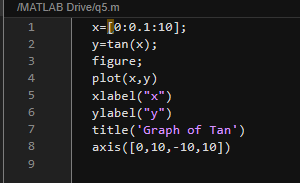 /MATLAB Drive/q5.m
1 x=[0:0.1:10];
2 y=tan(x);
3 figure;
4 plot(x,y)
5 xlabel("x")
6 ylabel("y")
7 title('Graph of Tan')
8 axis([0,10,-10,10])
9